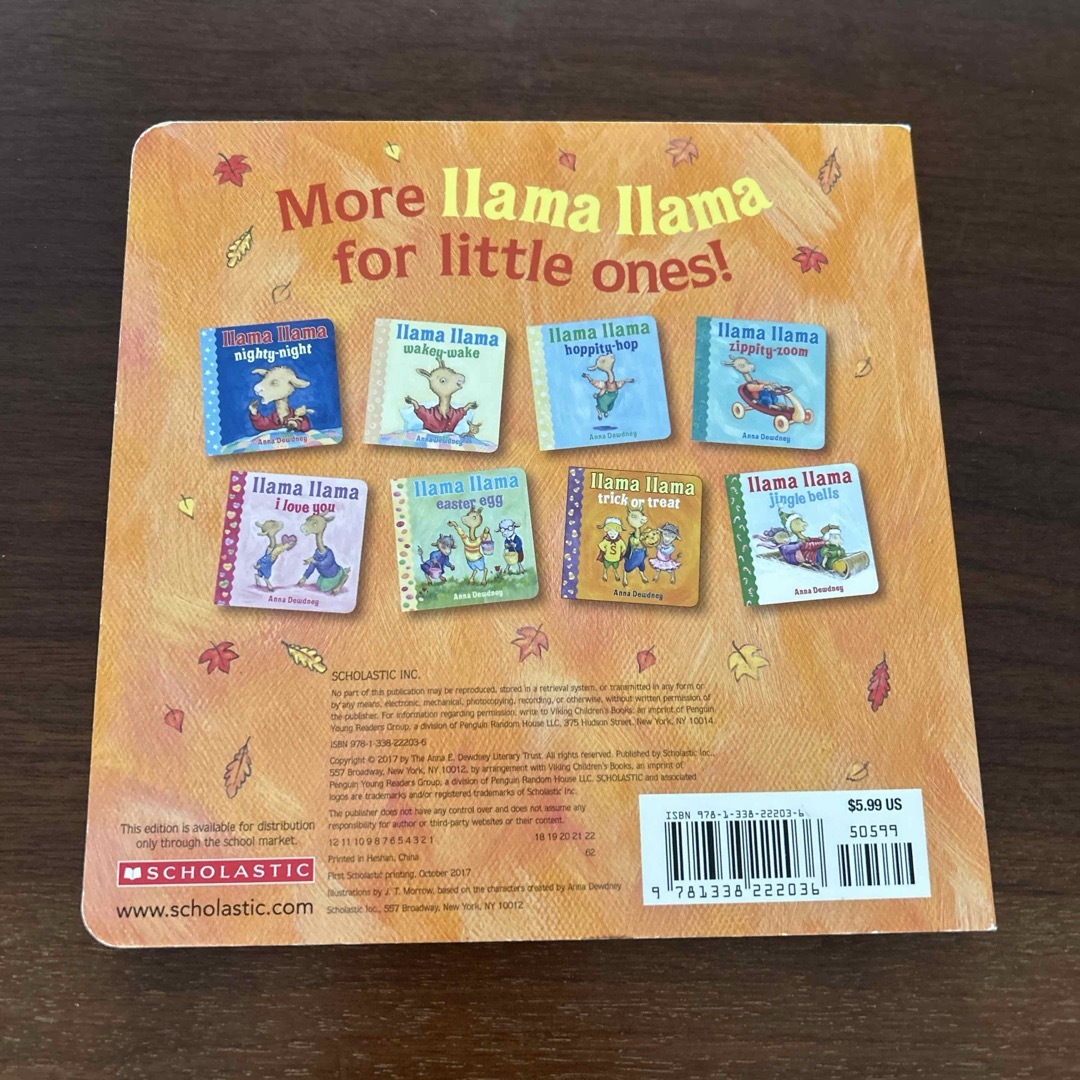 More llama llama
for little ones!
llama llama
nighty-night
Anna Dewdney
llama llama
wakey-wake
Anna Dewdney
llama llama
hoppity-hop
Anna Dewdney
llama llama
zippity-zoom
Anna Dewdney
llama llama
i love you
Anna Dewdney
llama llama
easter egg
Anna Dewdney
llama llama
trick or treat
S
Anna Dewdney
llama llama
jingle bells
Anna Dewdney
SCHOLASTIC INC.
No part of this publication may be reproduced, stored in a retrieval system, or transmitted in any form or
by any means, electronic, mechanical, photocopying, recording, or otherwise, without written permission of
the publisher. For information regarding permission, write to Viking Children's Books, an imprint of Penguin
Young Readers Group, a division of Penguin Random House LLC, 375 Hudson Street, New York, NY 10014.
ISBN 978-1-338-22203-6
Copyright © 2017 by The Anna E. Dewdney Literary Trust. All rights reserved. Published by Scholastic Inc.,
557 Broadway, New York, NY 10012, by arrangement with Viking Children's Books, an imprint of
Penguin Young Readers Group, a division of Penguin Random House LLC. SCHOLASTIC and associated
logos are trademarks and/or registered trademarks of Scholastic Inc.
The publisher does not have any control over and does not assume any
responsibility for author or third-party websites or their content.
12 11 10 9 8 7 6 5 4 3 2 1 18 19 20 21 22
62
Printed in Heshan, China
First Scholastic printing, October 2017
Illustrations by J. T. Morrow, based on the characters created by Anna Dewdney
Scholastic Inc., 557 Broadway, New York, NY 10012
This edition is available for distribution
only through the school market.
SCHOLASTIC
www.scholastic.com
ISBN 978-1-338-22203-6
$5.99 US
50599
9 781338 222036